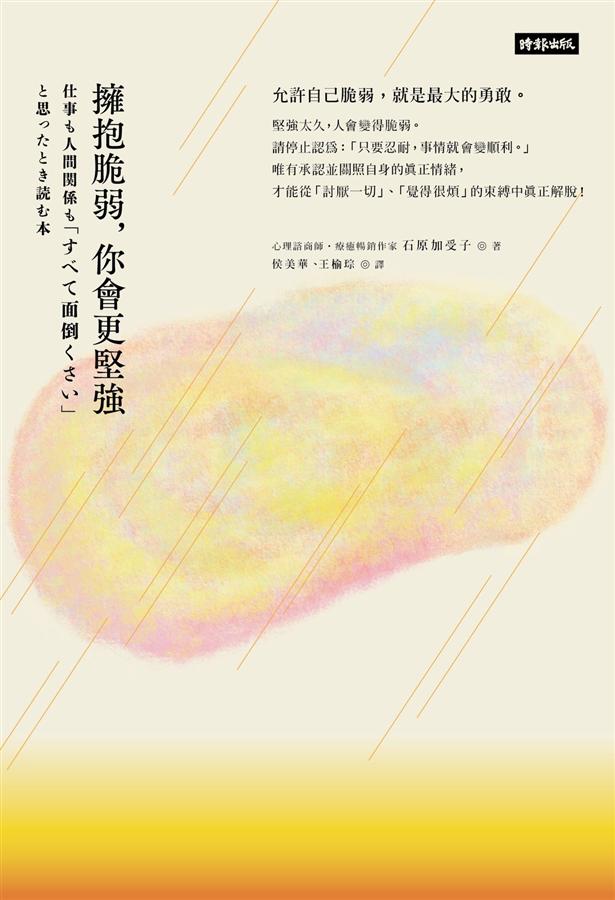 時報出版
擁抱脆弱，你會更堅強
仕事も人間関係も「すべて面倒くさい」
と思ったとき読む本
允許自己脆弱，就是最大的勇敢。
堅強太久，人會變得脆弱。
請停止認為：「只要忍耐，事情就會變順利。」
唯有承認並關照自身的真正情緒，
才能從「討厭一切」、「覺得很煩」的束縛中真正解脫！
心理諮商師・療癒暢銷作家 石原加受子 ◎ 著
侯美華、王榆琮 ◎ 譯